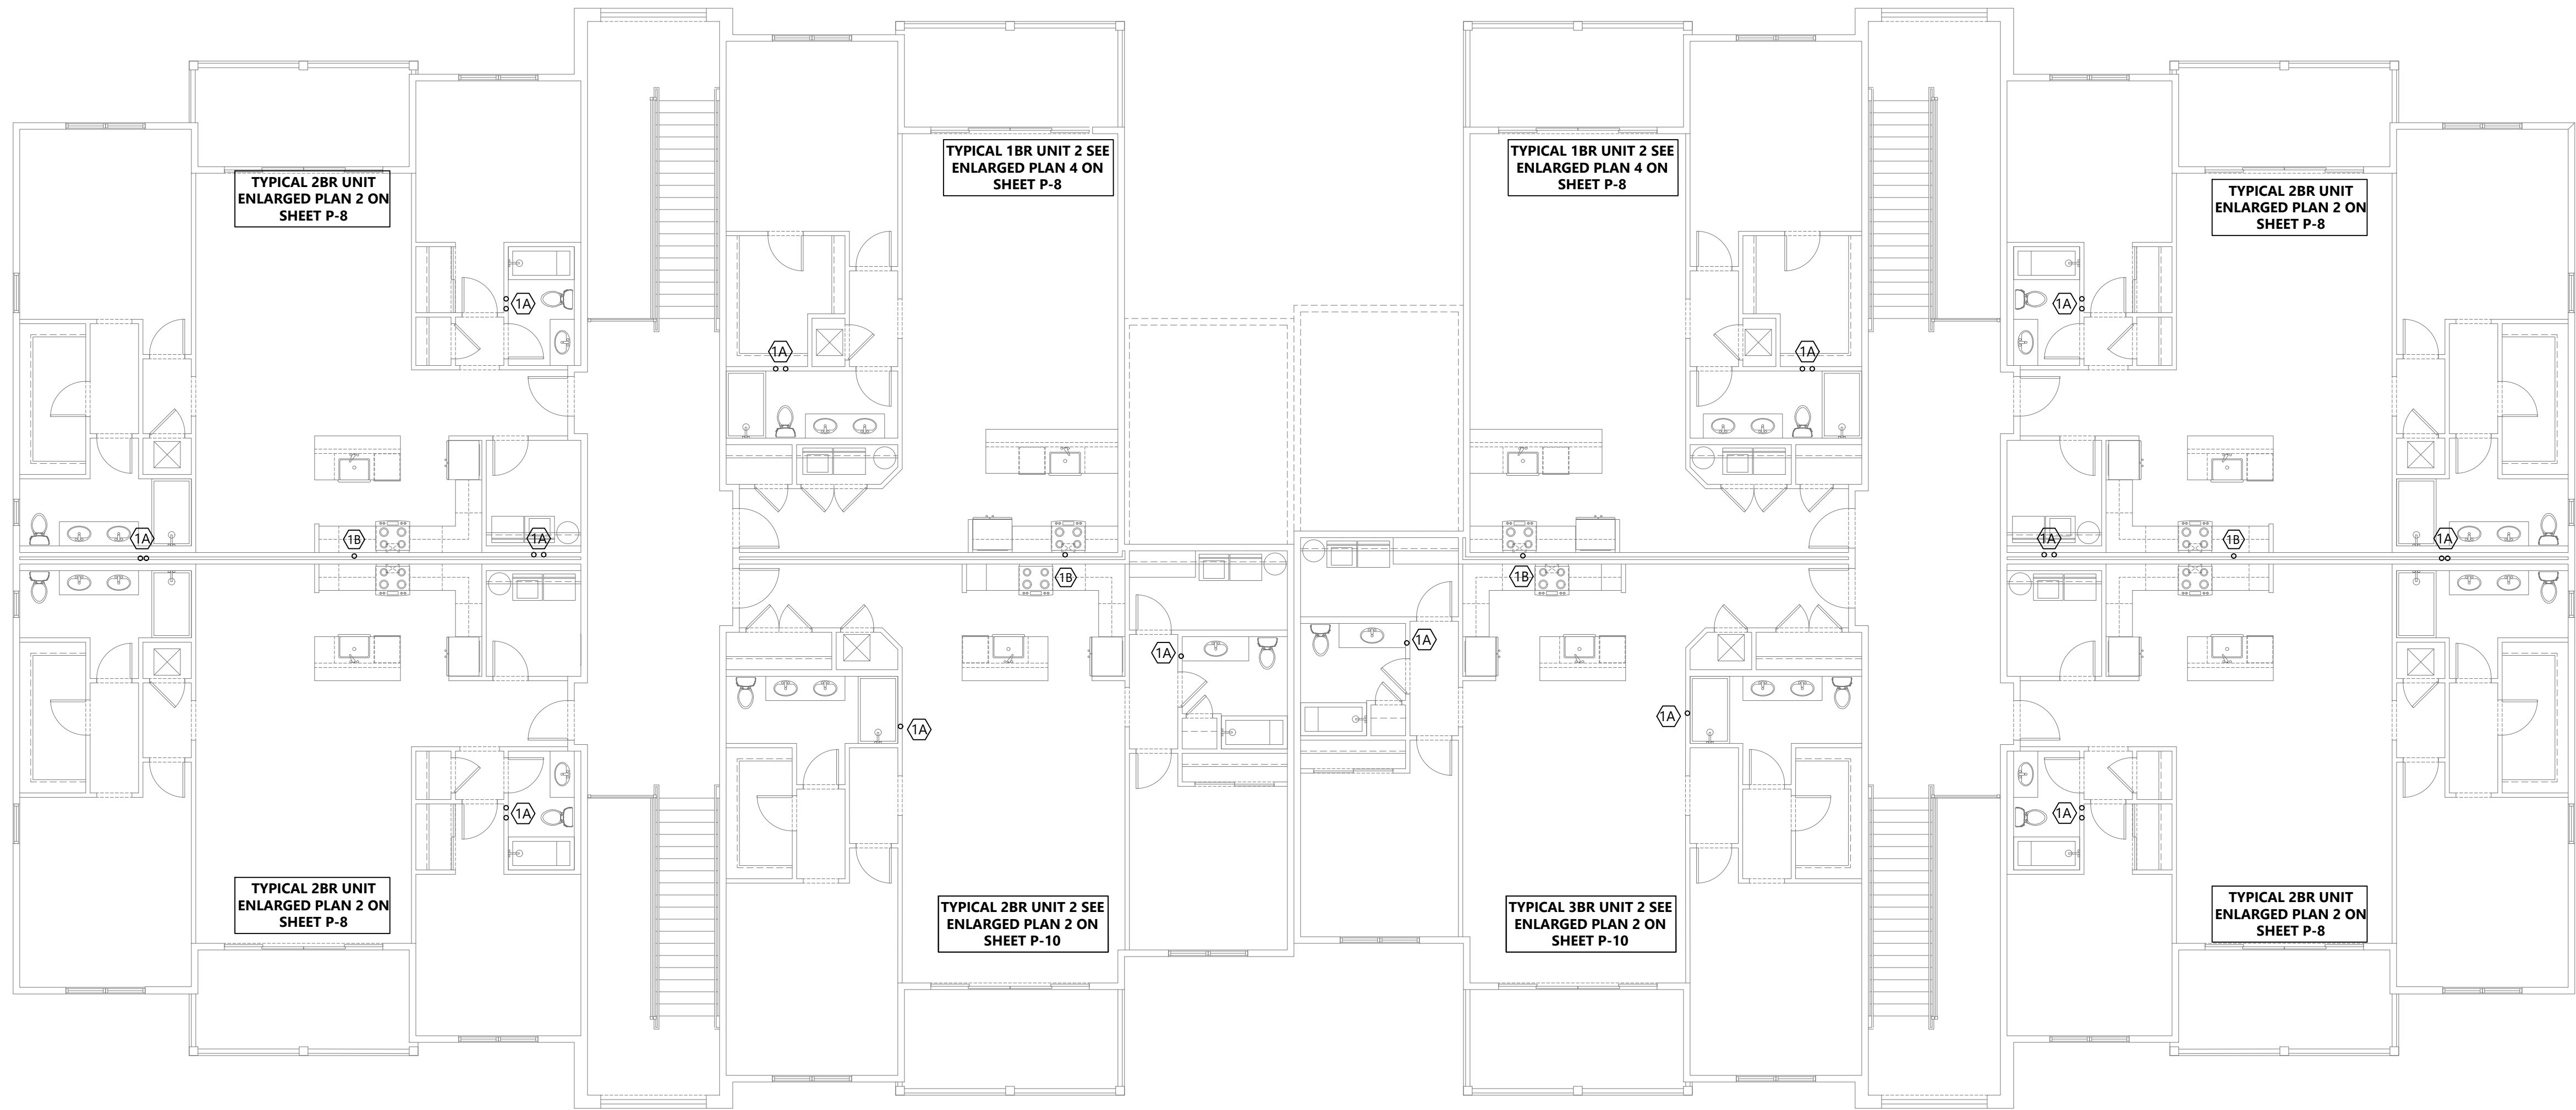 TYPICAL 1BR UNIT 2 SEE
ENLARGED PLAN 4 ON
SHEET P-8
TYPICAL 1BR UNIT 2 SEE
ENLARGED PLAN 4 ON
SHEET P-8
TYPICAL 2BR UNIT
ENLARGED PLAN 2 ON
SHEET P-8
TYPICAL 2BR UNIT
ENLARGED PLAN 2 ON
SHEET P-8
1A
1A
1A
1A
1A
1B
1A
1A
1B
1A
1B
1B
1A
1A
1A
1A
1A
1A
TYPICAL 2BR UNIT
ENLARGED PLAN 2 ON
SHEET P-8
TYPICAL 2BR UNIT 2 SEE
ENLARGED PLAN 2 ON
SHEET P-10
TYPICAL 3BR UNIT 2 SEE
ENLARGED PLAN 2 ON
SHEET P-10
TYPICAL 2BR UNIT
ENLARGED PLAN 2 ON
SHEET P-8